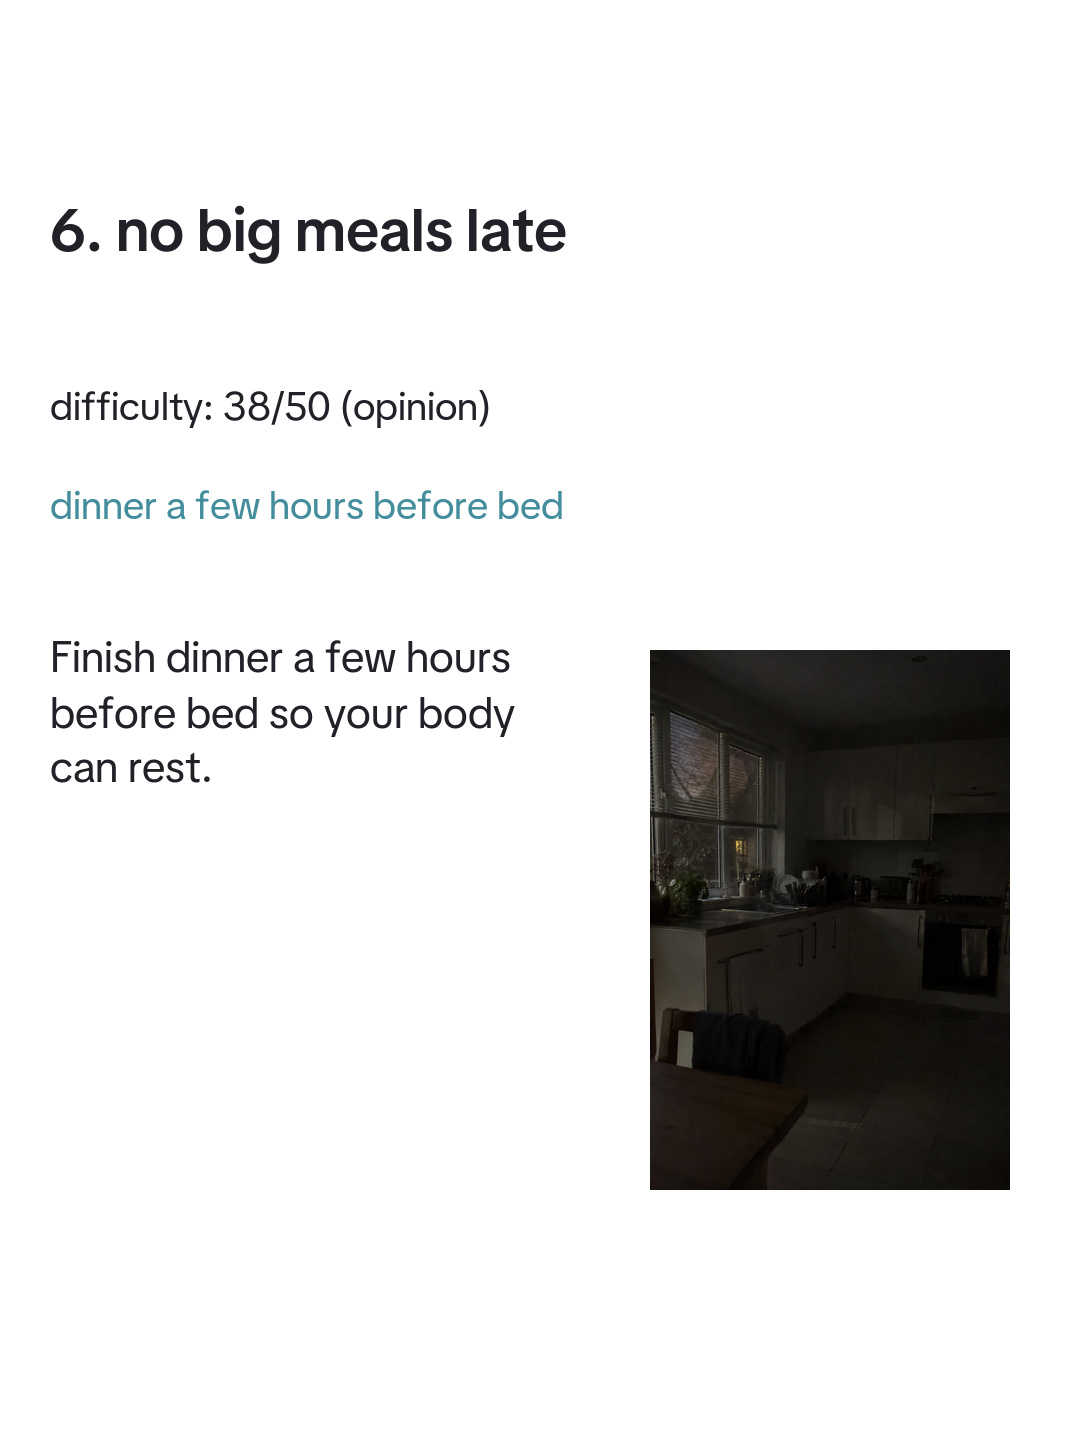 6. no big meals late
difficulty: 38/50 (opinion)
dinner a few hours before bed
Finish dinner a few hours
before bed so your body
can rest.